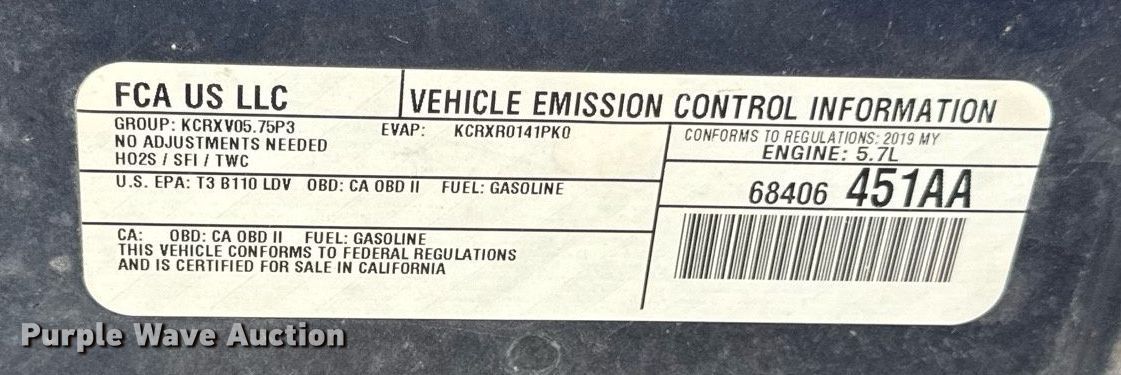 FCA US LLC
VEHICLE EMISSION CONTROL INFORMATION
GROUP: KCRXV05.75P3
EVAP: KCRXR0141PK0
NO ADJUSTMENTS NEEDED
HO2S / SFI / TWC
CONFORMS TO REGULATIONS: 2019 MY
ENGINE: 5.7L
U.S. EPA: T3 B110 LDV OBD: CA OBD II FUEL: GASOLINE
68406 451AA
CA: OBD: CA OBD II FUEL: GASOLINE
THIS VEHICLE CONFORMS TO FEDERAL REGULATIONS
AND IS CERTIFIED FOR SALE IN CALIFORNIA
Purple Wave Auction